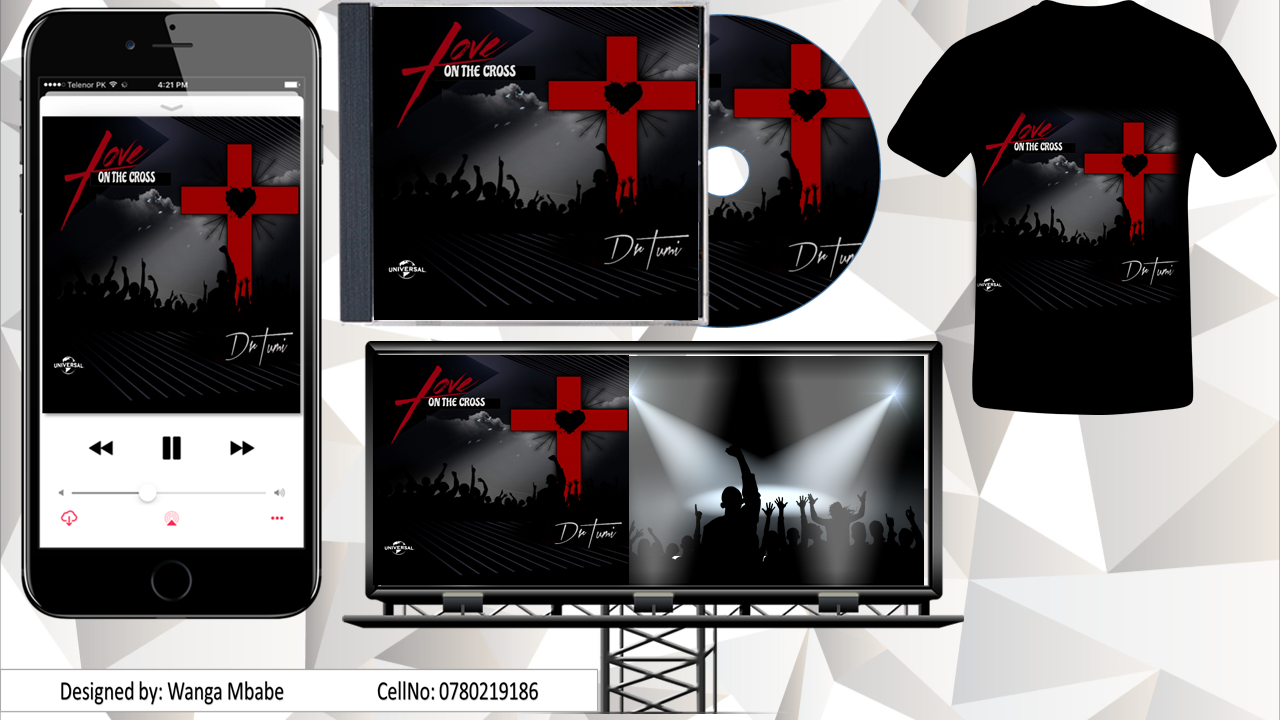 Telenor PK
4:21 PM
Love
ON THE CROSS
Dr Tumi
UNIVERSAL
Love
ON THE CROSS
Dr Tumi
UNIVERSAL
Dr Tumi
Love
ON THE CROSS
Dr Tumi
UNIVERSAL
Love
ON THE CROSS
Dr Tumi
UNIVERSAL
Designed by: Wanga Mbabe
CellNo: 0780219186